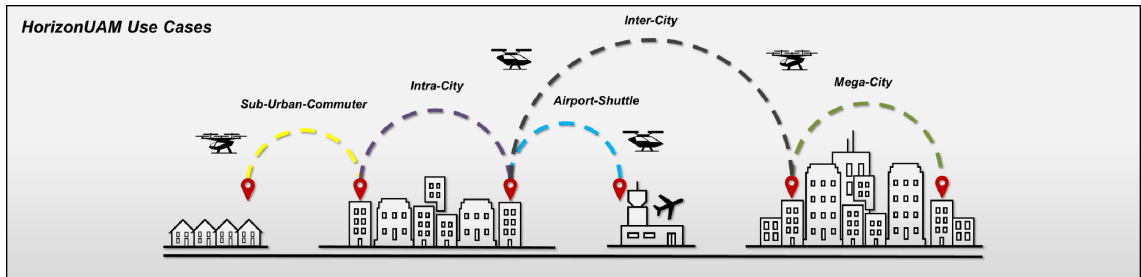 HorizonUAM Use Cases
Inter-City
Intra-City
Mega-City
Sub-Urban-Commuter
Airport-Shuttle